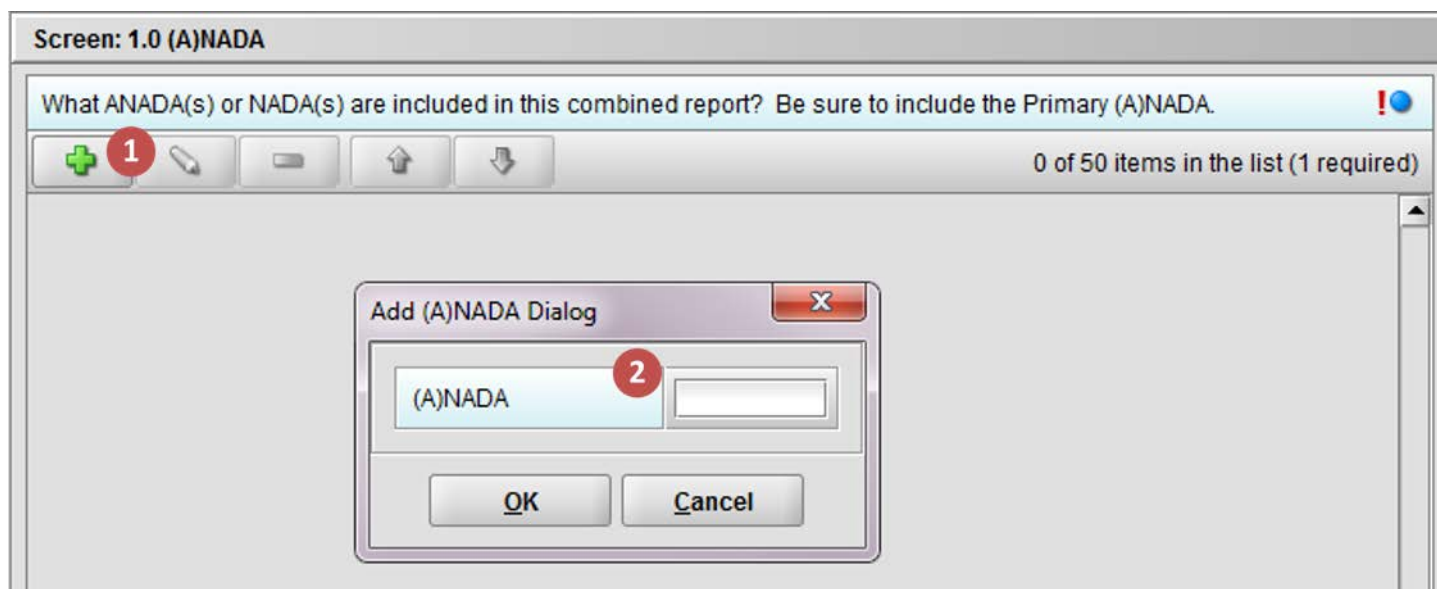 Screen: 1.0 (A)NADA
What ANADA(s) or NADA(s) are included in this combined report? Be sure to include the Primary (A)NADA.
1
0 of 50 items in the list (1 required)
Add (A)NADA Dialog
2
(A)NADA
OK Cancel